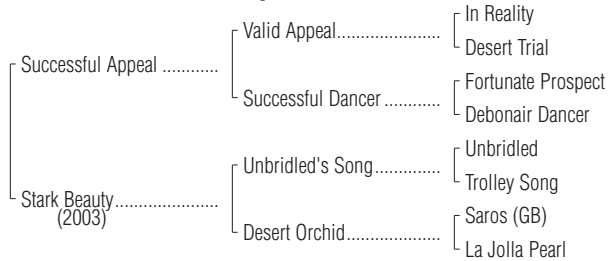 In Reality
Valid Appeal..................
Desert Trial
Successful Appeal ............
Fortunate Prospect
Successful Dancer ............
Debonair Dancer
Unbridled
Unbridled's Song..............
Trolley Song
Stark Beauty......................
(2003)
Saros (GB)
Desert Orchid....................
La Jolla Pearl